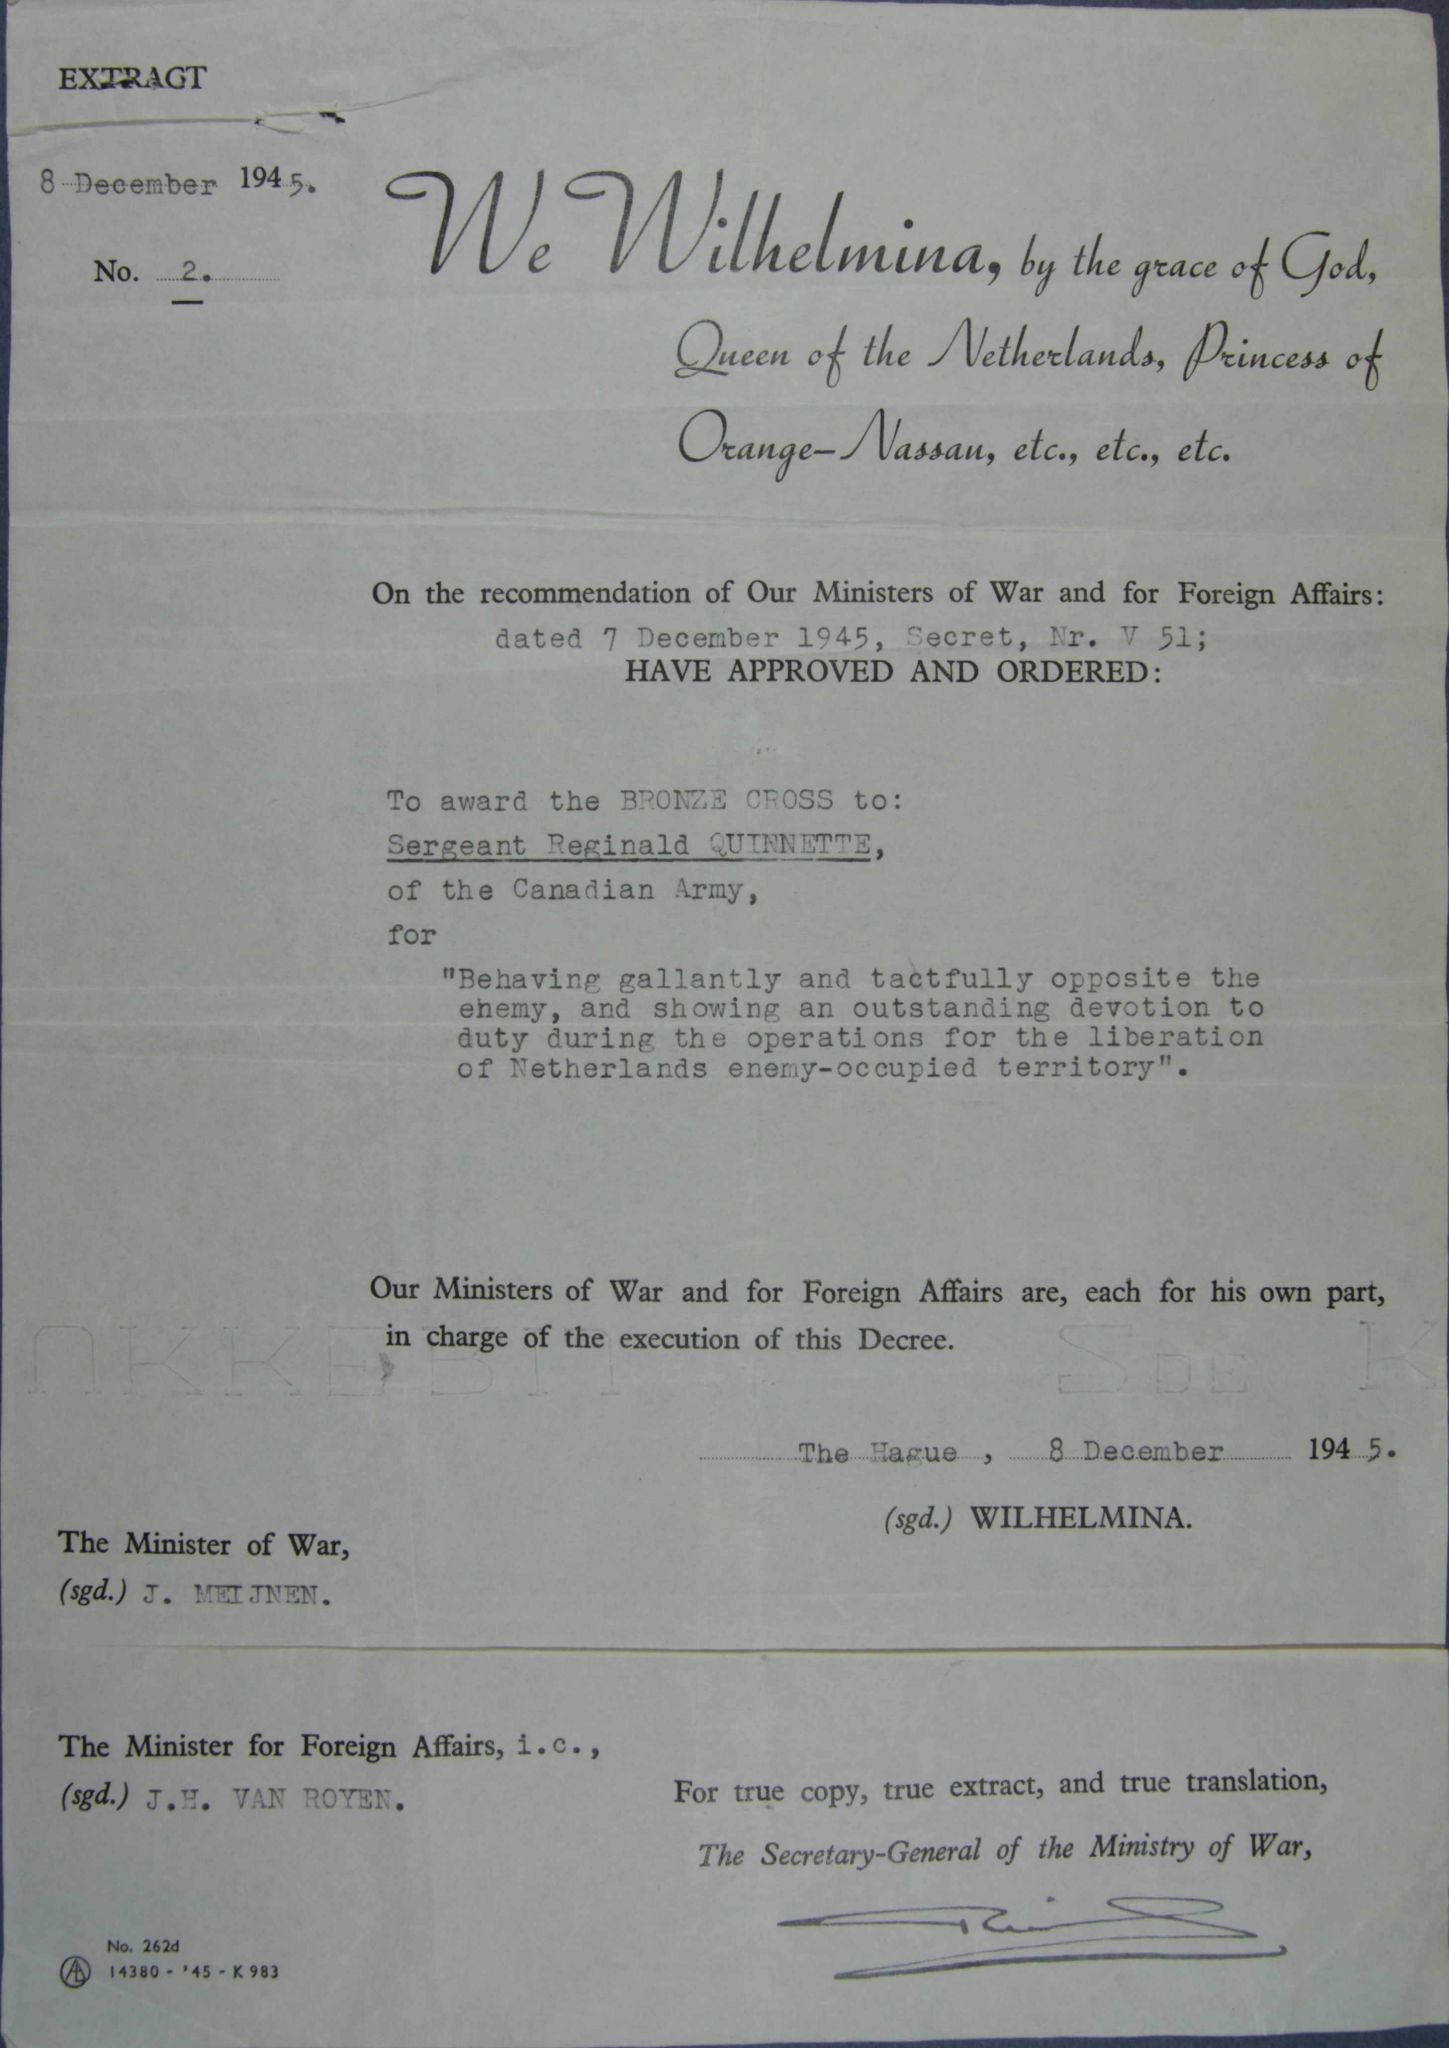 EXTRACT
8 December 1945.
No. 2.
We Wilhelmina, by the grace of God,
Queen of the Netherlands, Princess of
Orange-Nassau, etc., etc., etc.
On the recommendation of Our Ministers of War and for Foreign Affairs:
dated 7 December 1945, Secret, Nr. V 51;
HAVE APPROVED AND ORDERED:
To award the BRONZE CROSS to:
Sergeant Reginald QUINNETTE,
of the Canadian Army,
for
"Behaving gallantly and tactfully opposite the
enemy, and showing an outstanding devotion to
duty during the operations for the liberation
of Netherlands enemy-occupied territory".
Our Ministers of War and for Foreign Affairs are, each for his own part,
in charge of the execution of this Decree.
The Hague, 8 December 1945.
(sgd.) WILHELMINA.
The Minister of War,
(sgd.) J. MEIJNEN.
The Minister for Foreign Affairs, i.c.,
(sgd.) J.H. VAN ROYEN.
For true copy, true extract, and true translation,
The Secretary-General of the Ministry of War,
No. 262d
14380 - '45 - K 983